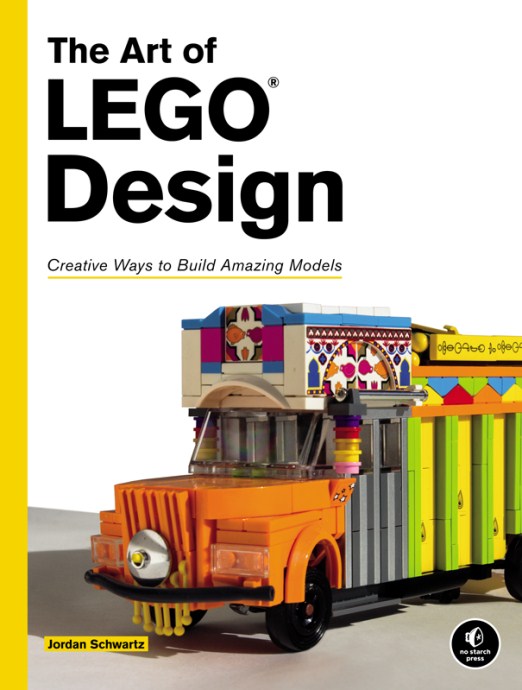 The Art of
LEGO®
Design
Creative Ways to Build Amazing Models
Jordan Schwartz
no starch
press